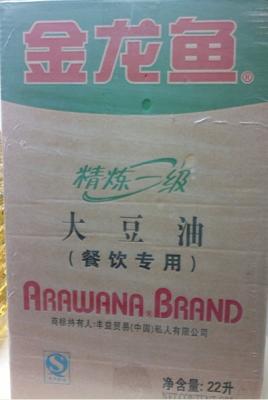 金龙鱼®
精炼一级
大豆油
(餐饮专用)
ARAWANA® BRAND
商标持有人:丰益贸易(中国)私人有限公司
净含量:22升